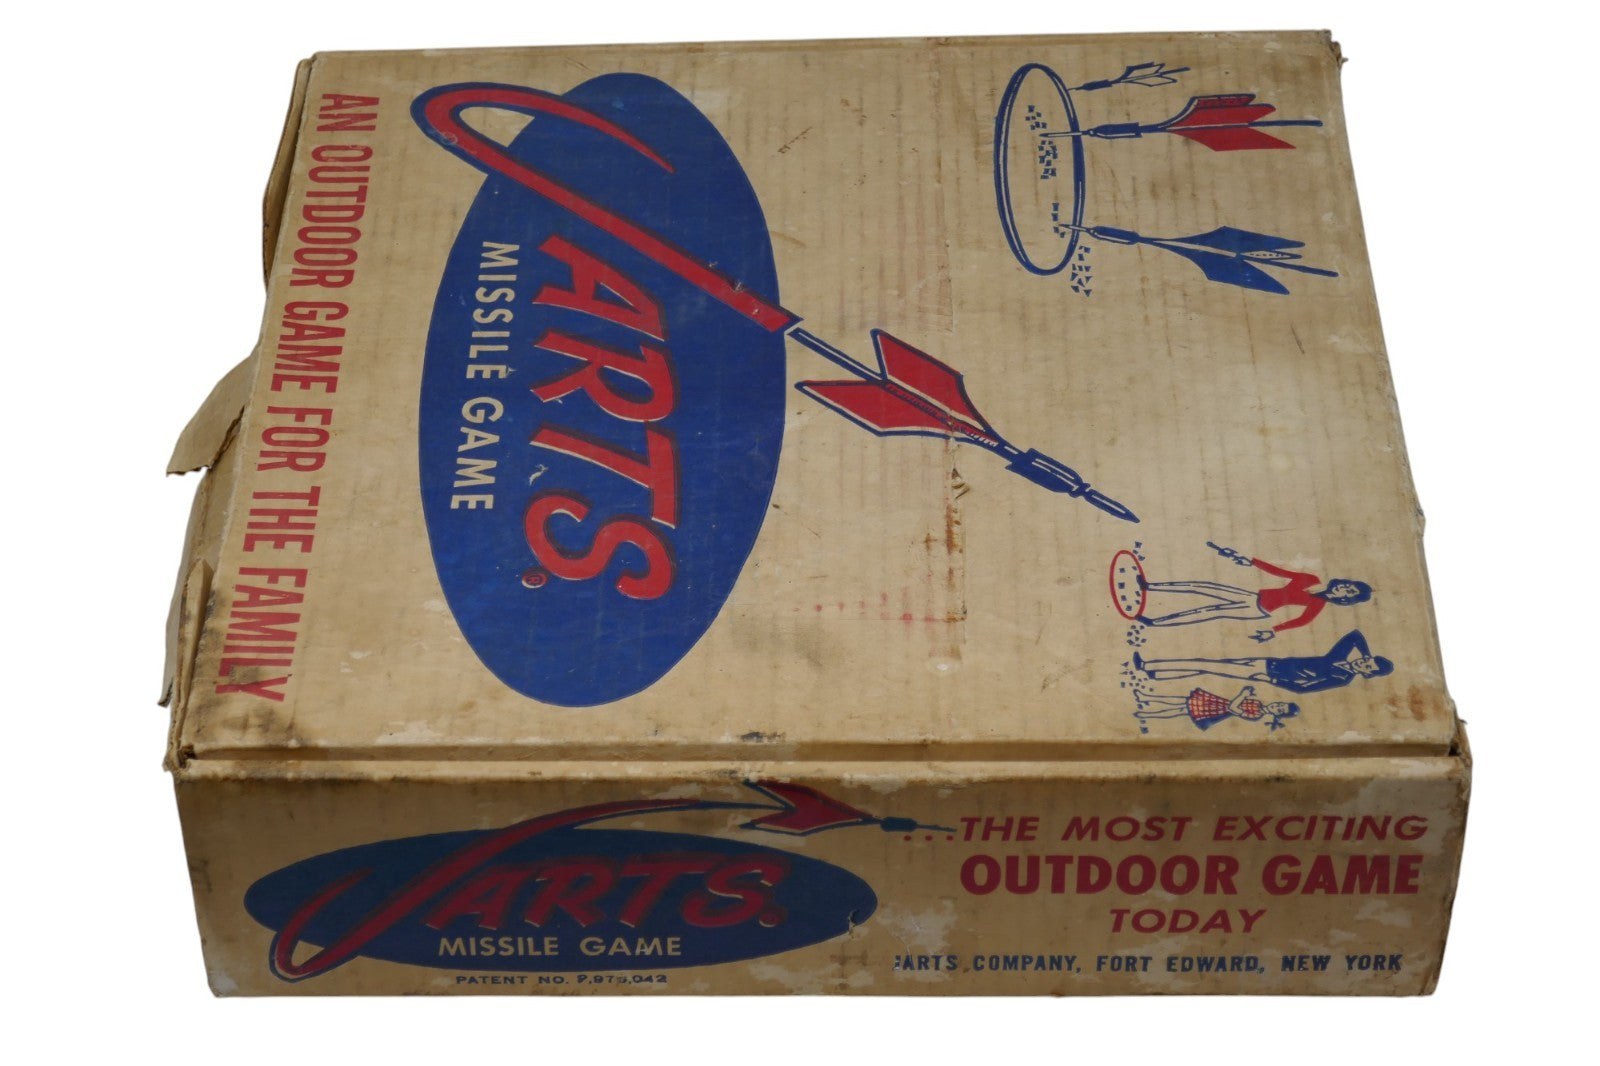 JARTS®
MISSILE GAME
AN OUTDOOR GAME FOR THE FAMILY
JARTS®
MISSILE GAME
PATENT NO.
...THE MOST EXCITING
OUTDOOR GAME
TODAY
JARTS COMPANY, FORT EDWARD, NEW YORK